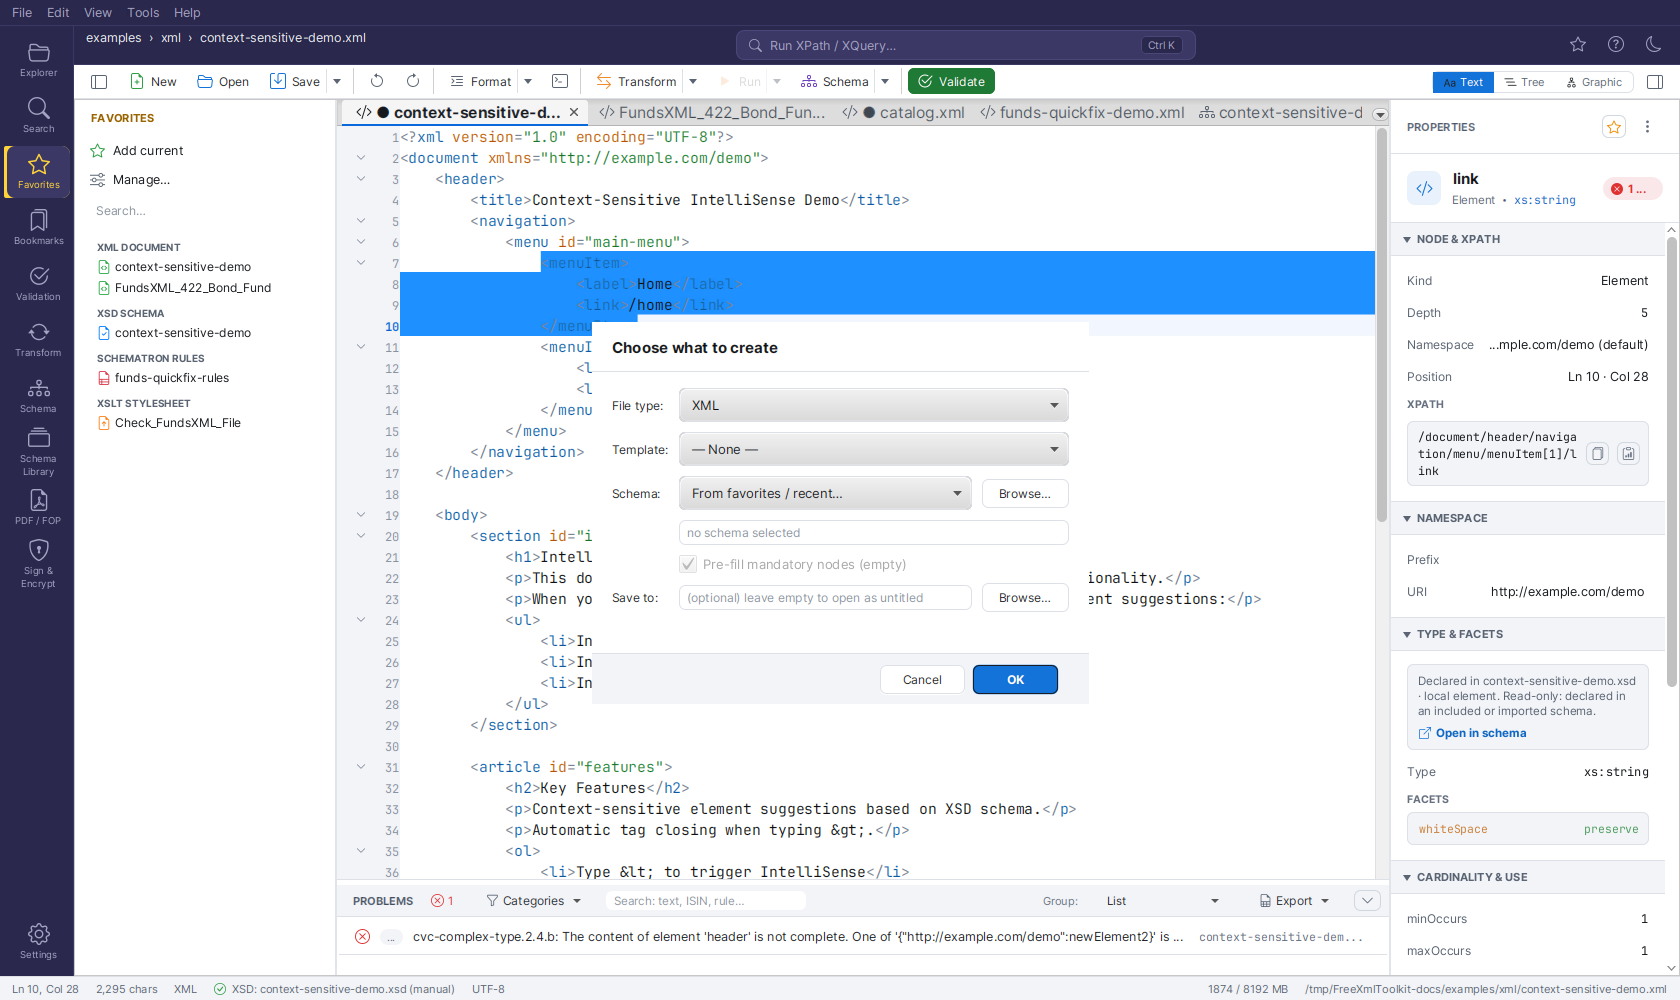 File Edit View Tools Help
examples › xml › context-sensitive-demo.xml
Run XPath / XQuery... Ctrl K
New Open Save Format Transform Run Schema Validate
Aa Text Tree Graphic
Explorer
Search
Favorites
Bookmarks
Validation
Transform
Schema
Schema
Library
PDF / FOP
Sign &
Encrypt
Settings
FAVORITES
Add current
Manage...
Search...
XML DOCUMENT
context-sensitive-demo
FundsXML_422_Bond_Fund
XSD SCHEMA
context-sensitive-demo
SCHEMATRON RULES
funds-quickfix-rules
XSLT STYLESHEET
Check_FundsXML_File
context-sensitive-d... × FundsXML_422_Bond_Fun... catalog.xml funds-quickfix-demo.xml context-sensitive-d
1 <?xml version="1.0" encoding="UTF-8"?>
2 <document xmlns="http://example.com/demo">
3 <header>
4 <title>Context-Sensitive IntelliSense Demo</title>
5 <navigation>
6 <menu id="main-menu">
7 <menuItem>
8 <label>Home</label>
9 <link>/home</link>
10 </menu
11 <menuI
12 <l
13 <l
14 </menu
15 </menu>
16 </navigation>
17 </header>
18
19 <body>
20 <section id="i
21 <h1>Intell
22 <p>This do ionality.</p>
23 <p>When yo ent suggestions:</p>
24 <ul>
25 <li>In
26 <li>In
27 <li>In
28 </ul>
29 </section>
30
31 <article id="features">
32 <h2>Key Features</h2>
33 <p>Context-sensitive element suggestions based on XSD schema.</p>
34 <p>Automatic tag closing when typing &gt;.</p>
35 <ol>
36 <li>Type &lt; to trigger IntelliSense</li>
Choose what to create
File type: XML
Template: — None —
Schema: From favorites / recent... Browse...
no schema selected
Pre-fill mandatory nodes (empty)
Save to: (optional) leave empty to open as untitled Browse...
Cancel OK
PROBLEMS 1 Categories Search: text, ISIN, rule... Group: List Export
... cvc-complex-type.2.4.b: The content of element 'header' is not complete. One of '{"http://example.com/demo":newElement2}' is ... context-sensitive-dem...
PROPERTIES
link 1 ...
Element • xs:string
NODE & XPATH
Kind Element
Depth 5
Namespace ...mple.com/demo (default)
Position Ln 10 · Col 28
XPATH
/document/header/naviga
tion/menu/menuItem[1]/l
ink
NAMESPACE
Prefix
URI http://example.com/demo
TYPE & FACETS
Declared in context-sensitive-demo.xsd
· local element. Read-only: declared in
an included or imported schema.
Open in schema
Type xs:string
FACETS
whiteSpace preserve
CARDINALITY & USE
minOccurs 1
maxOccurs 1
Ln 10, Col 28 2,295 chars XML XSD: context-sensitive-demo.xsd (manual) UTF-8 1874 / 8192 MB /tmp/FreeXmlToolkit-docs/examples/xml/context-sensitive-demo.xml